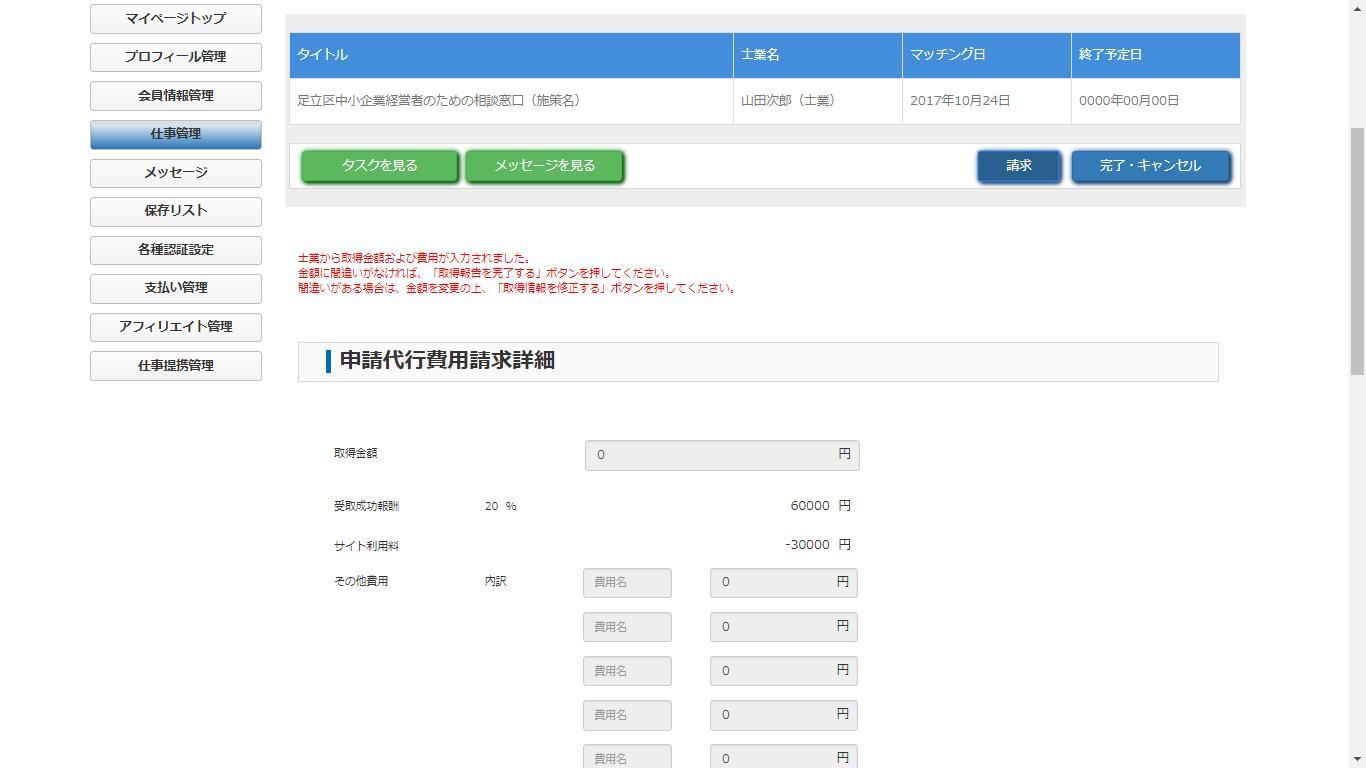 マイページトップ
プロフィール管理
会員情報管理
仕事管理
メッセージ
保存リスト
各種認証設定
支払い管理
アフィリエイト管理
仕事提携管理
タイトル 士業名 マッチング日 終了予定日
足立区中小企業経営者のための相談窓口（施策名） 山田次郎（士業） 2017年10月24日 0000年00月00日
タスクを見る メッセージを見る 請求 完了・キャンセル
士業から取得金額および費用が入力されました。
金額に間違いがなければ、「取得報告を完了する」ボタンを押してください。
間違いがある場合は、金額を変更の上、「取得情報を修正する」ボタンを押してください。
申請代行費用請求詳細
取得金額 0 円
受取成功報酬 20 % 60000 円
サイト利用料 -30000 円
その他費用 内訳 費用名 0 円
費用名 0 円
費用名 0 円
費用名 0 円
費用名 0 円